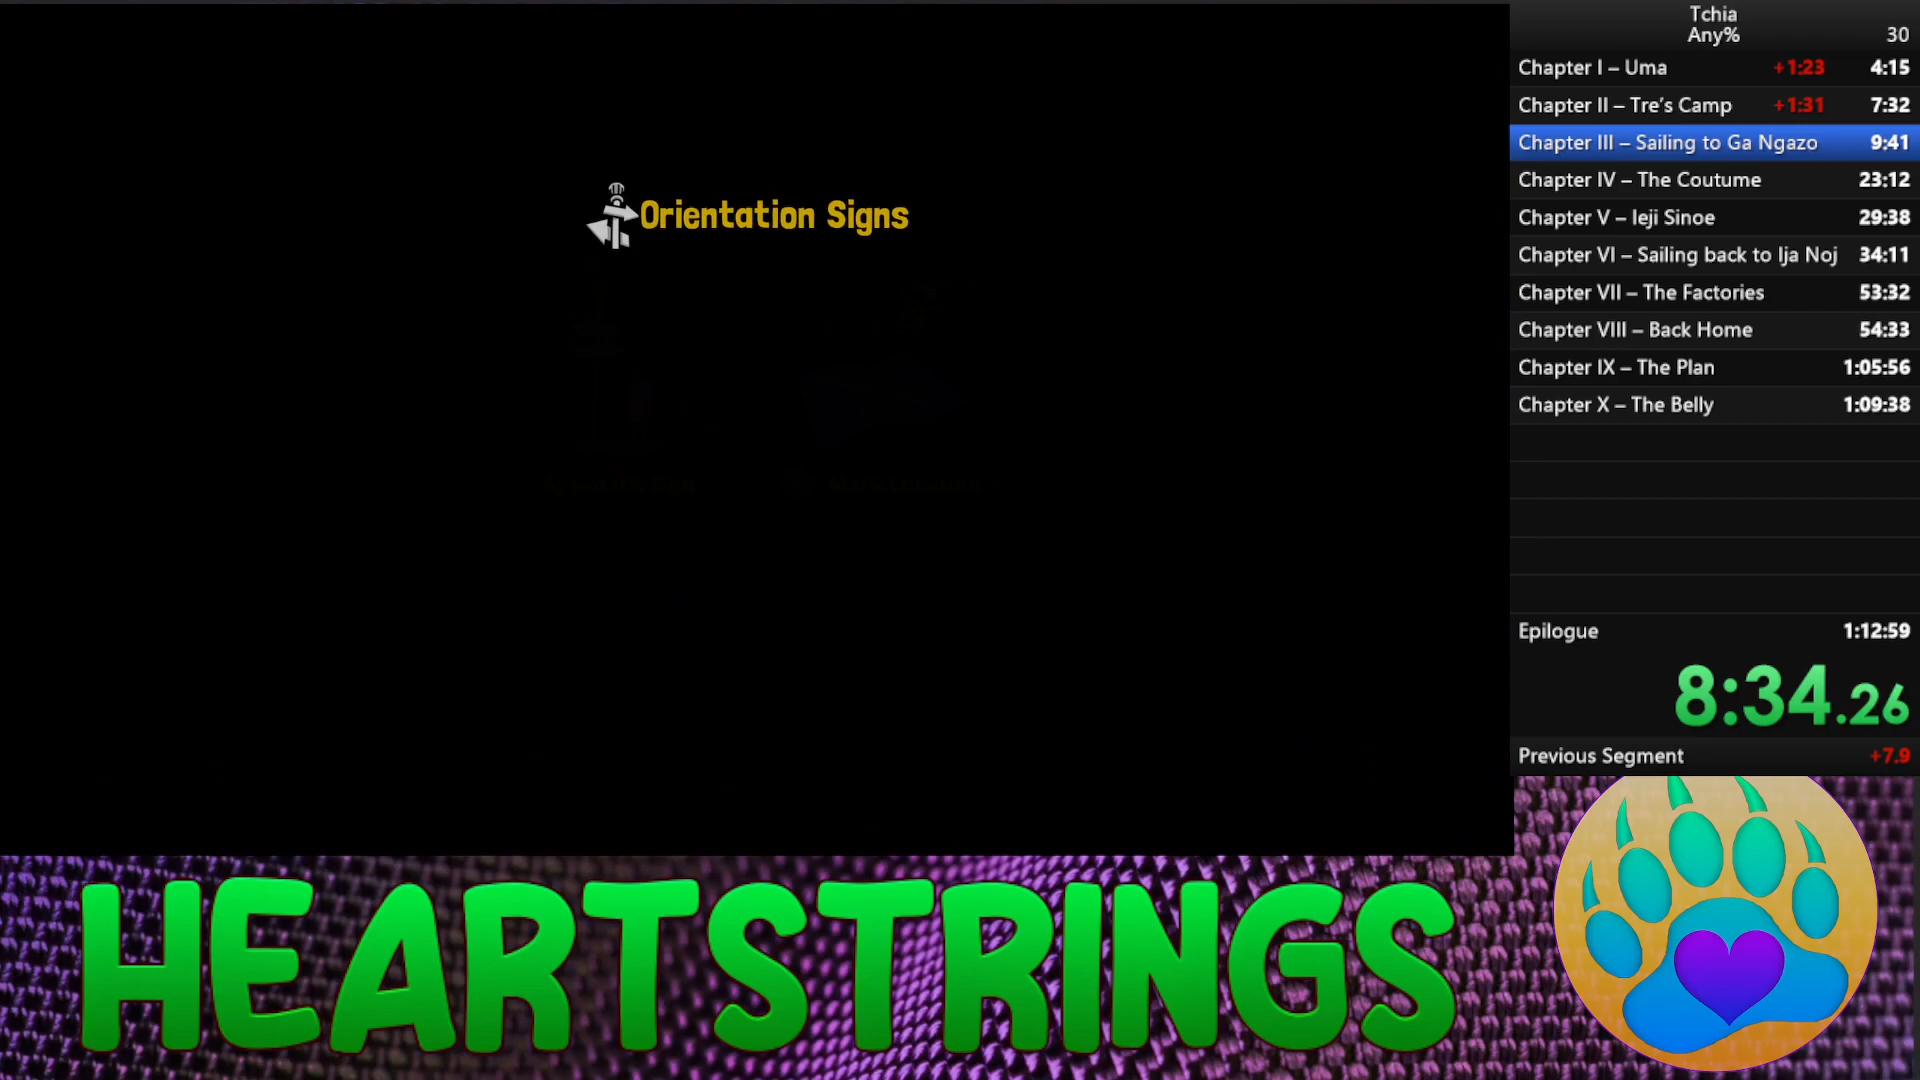 Orientation Signs
Tchia
Any% 30
Chapter I – Uma +1:23 4:15
Chapter II – Tre's Camp +1:31 7:32
Chapter III – Sailing to Ga Ngazo 9:41
Chapter IV – The Coutume 23:12
Chapter V – Ieji Sinoe 29:38
Chapter VI – Sailing back to Ija Noj 34:11
Chapter VII – The Factories 53:32
Chapter VIII – Back Home 54:33
Chapter IX – The Plan 1:05:56
Chapter X – The Belly 1:09:38
Epilogue 1:12:59
8:34.26
Previous Segment +7.9
HEARTSTRINGS